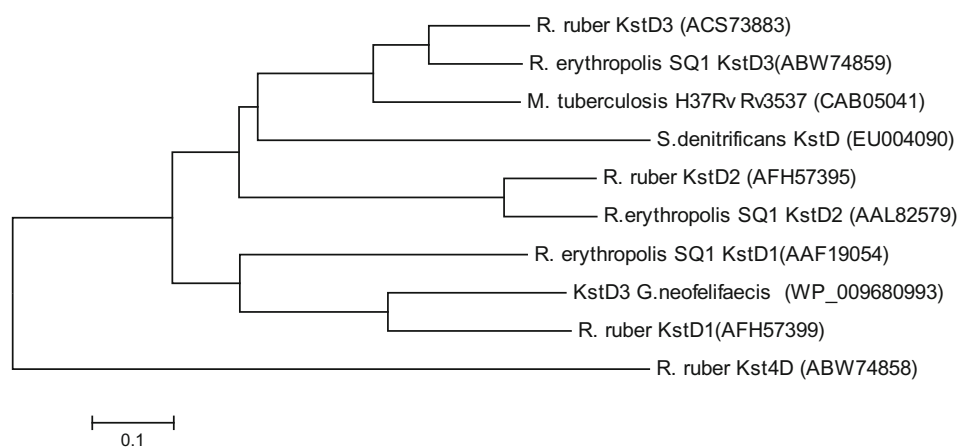 R. ruber KstD3 (ACS73883)
R. erythropolis SQ1 KstD3(ABW74859)
M. tuberculosis H37Rv Rv3537 (CAB05041)
S.denitrificans KstD (EU004090)
R. ruber KstD2 (AFH57395)
R.erythropolis SQ1 KstD2 (AAL82579)
R. erythropolis SQ1 KstD1(AAF19054)
KstD3 G.neofelifaecis (WP_009680993)
R. ruber KstD1(AFH57399)
R. ruber Kst4D (ABW74858)
0.1